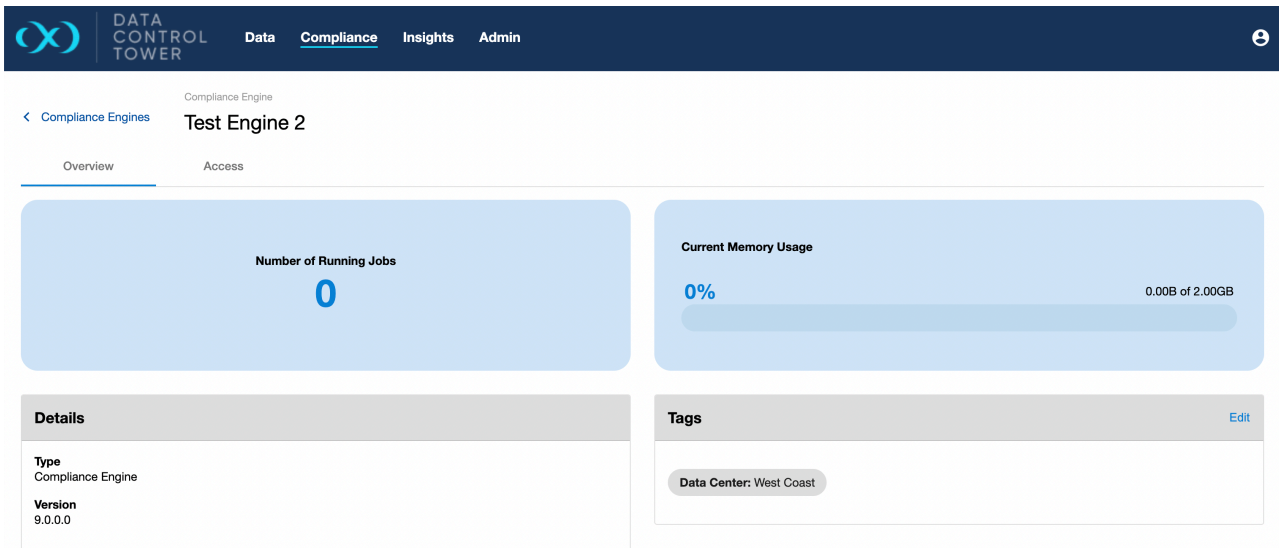 DATA
CONTROL
TOWER
Data Compliance Insights Admin
Compliance Engines
Compliance Engine
Test Engine 2
Overview Access
Number of Running Jobs
0
Current Memory Usage
0% 0.00B of 2.00GB
Details
Type
Compliance Engine
Version
9.0.0.0
Tags Edit
Data Center: West Coast